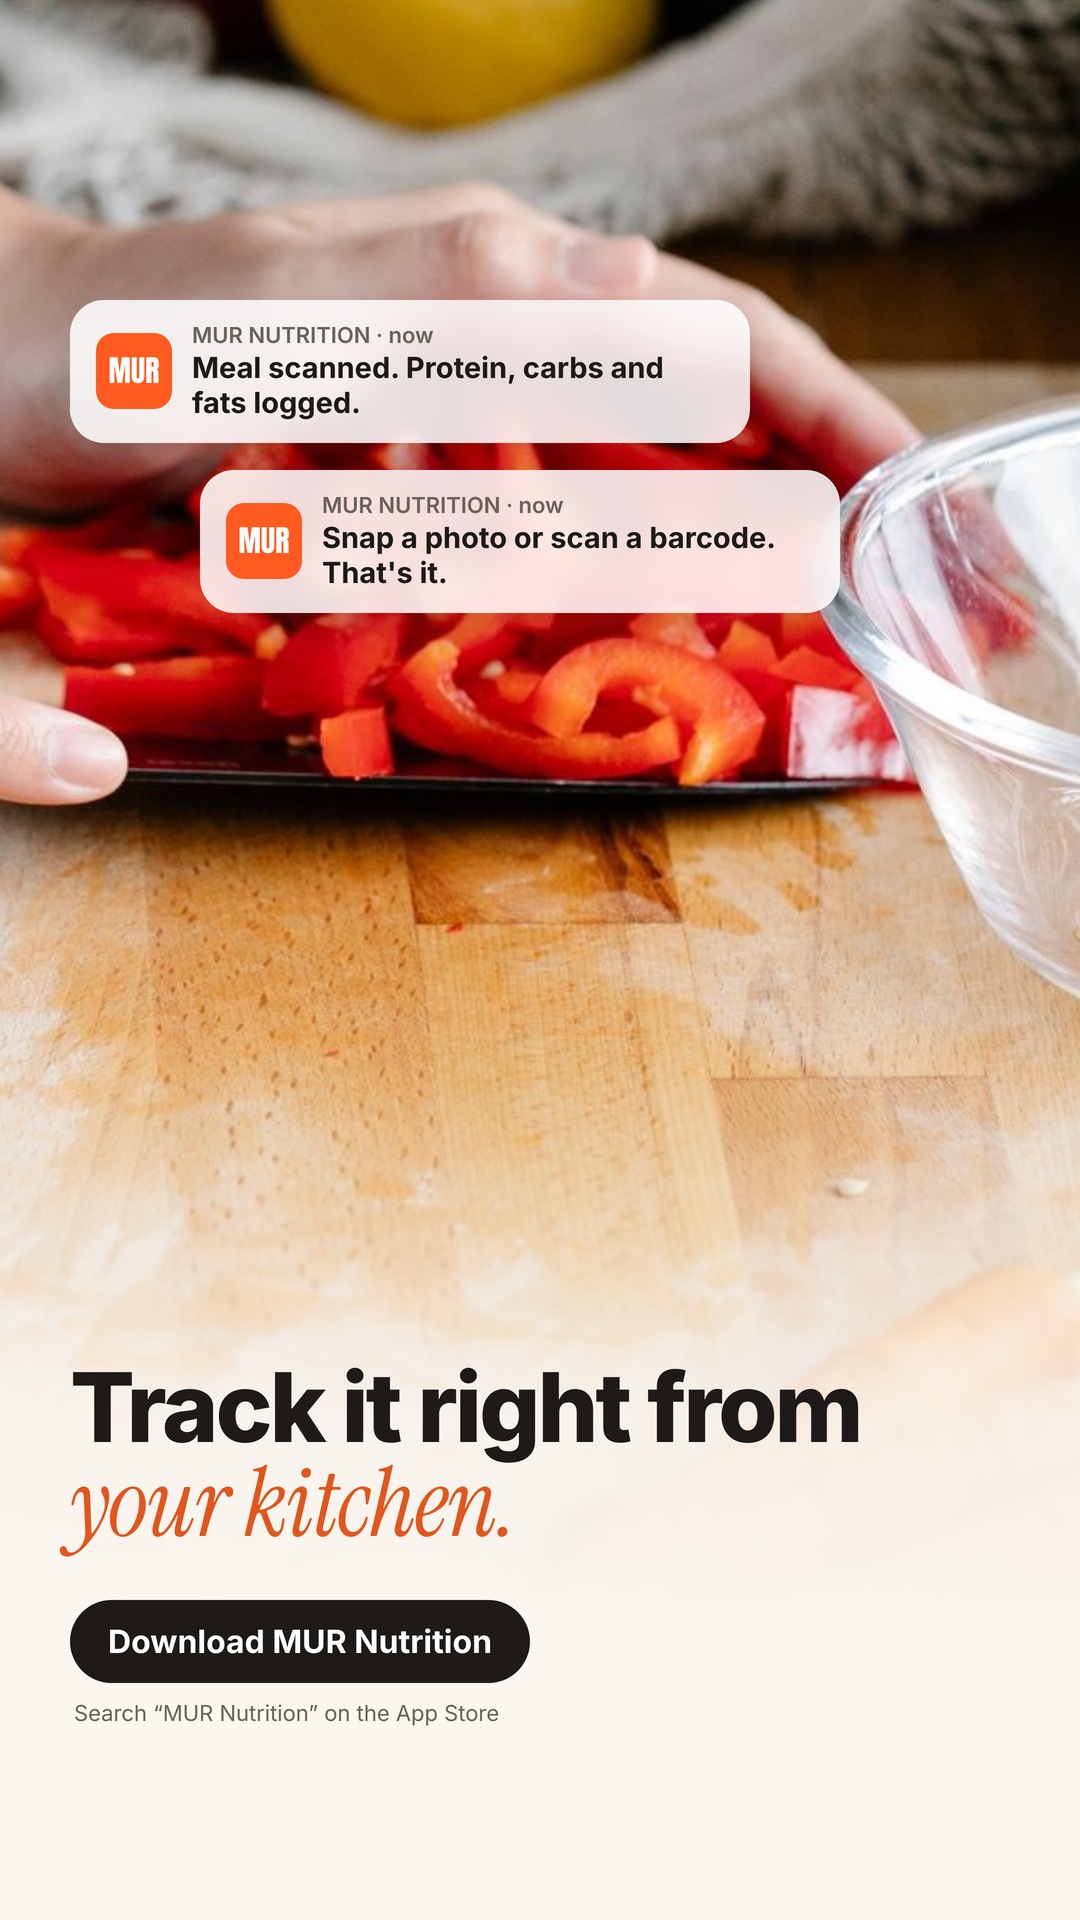 MUR
MUR NUTRITION · now
Meal scanned. Protein, carbs and
fats logged.
MUR
MUR NUTRITION · now
Snap a photo or scan a barcode.
That's it.
Track it right from
your kitchen.
Download MUR Nutrition
Search “MUR Nutrition” on the App Store